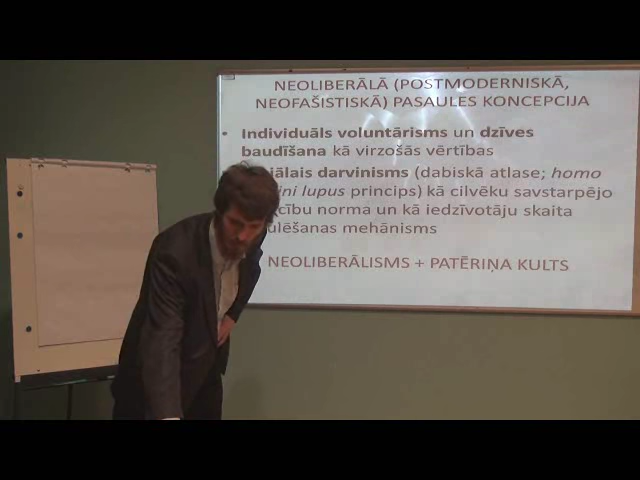 NEOLIBERĀLĀ (POSTMODERNISKĀ,
NEOFAŠISTISKĀ) PASAULES KONCEPCIJA
• Individuāls voluntārisms un dzīves
baudīšana kā virzošās vērtības
darvinisms (dabiskā atlase; homo
lupus princips) kā cilvēku savstarpējo
norma un kā iedzīvotāju skaita
mehānisms
NEOLIBERĀLISMS + PATĒRIŅA KULTS